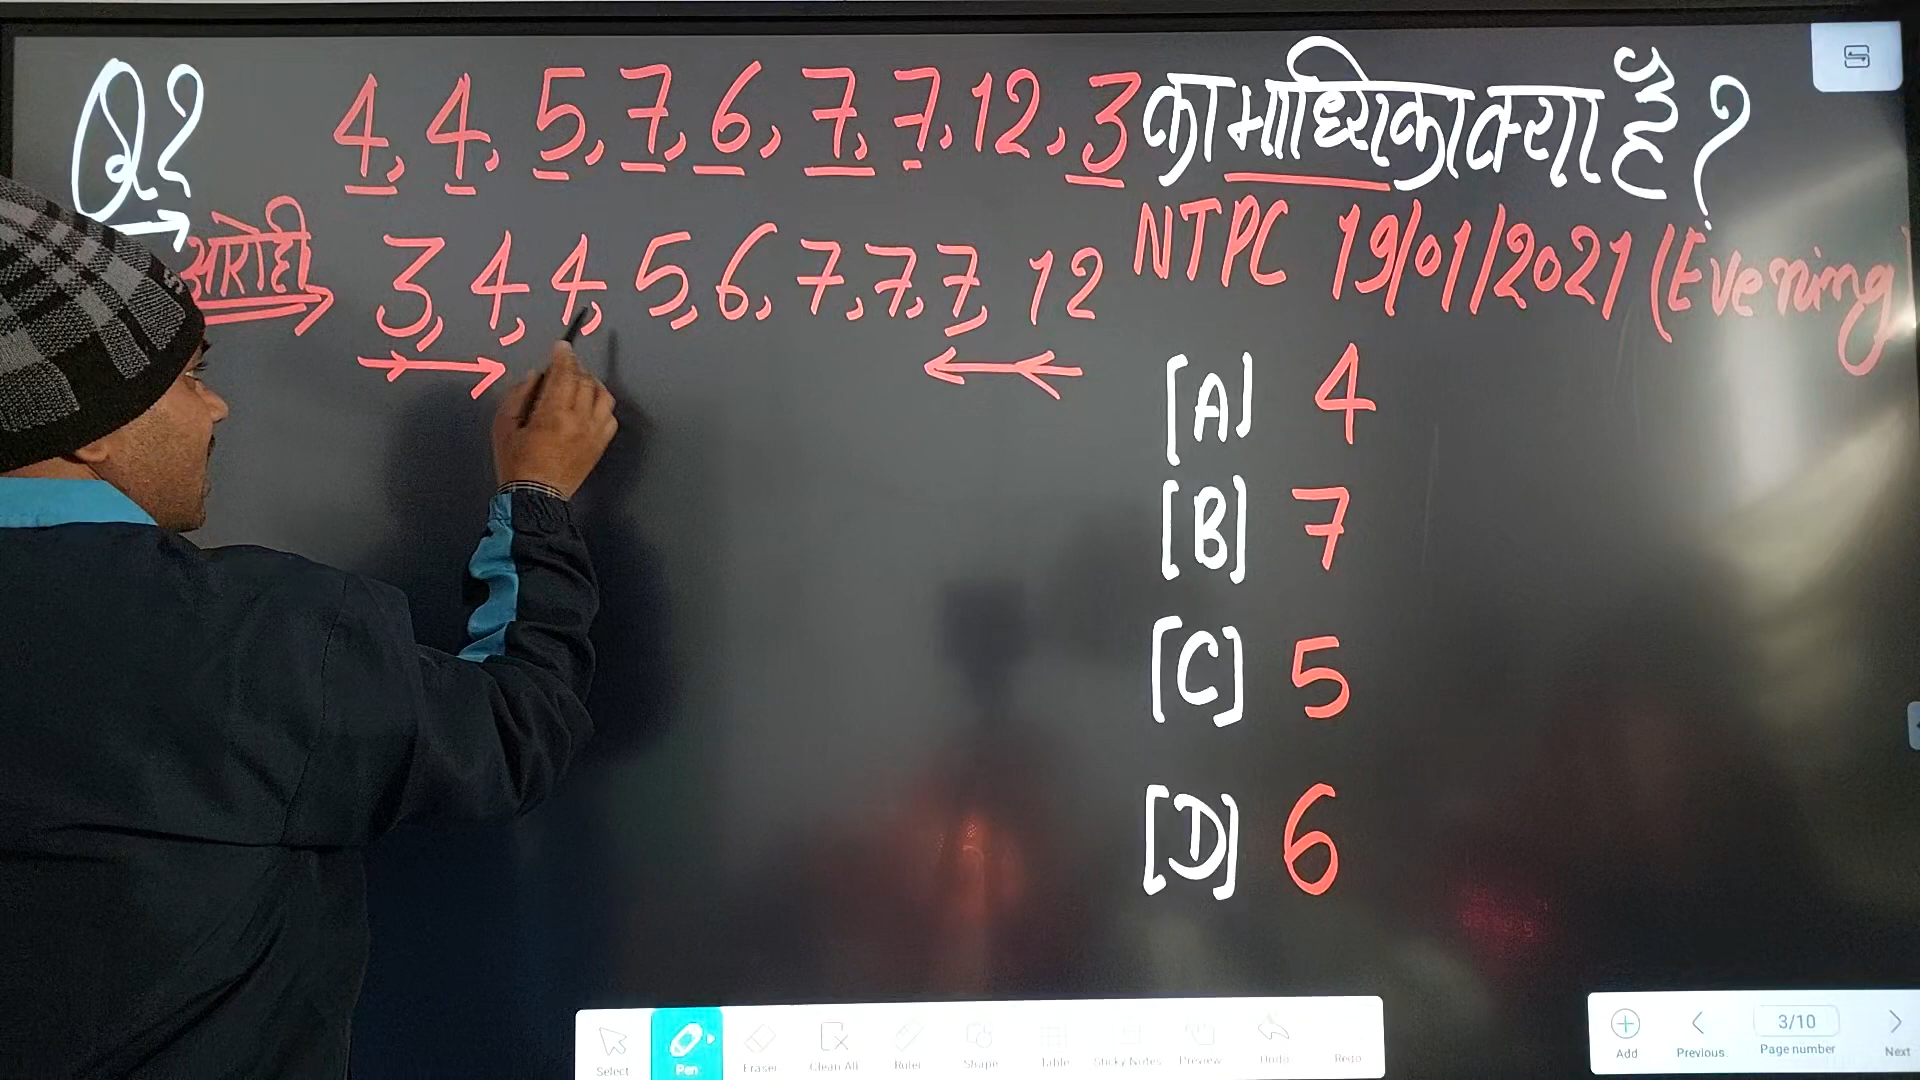 Q2 4, 4, 5, 7, 6, 7, 7, 12, 3 का माध्यिका क्या है ?
आरोही 3, 4, 4, 5, 6, 7, 7, 7, 12
NTPC 19/01/2021 (Evening)
[A] 4
[B] 7
[C] 5
[D] 6
Select Pen Eraser Clean All Ruler Shape Table Sticky Notes Preview Undo Redo
Add Previous 3/10 Page number Next